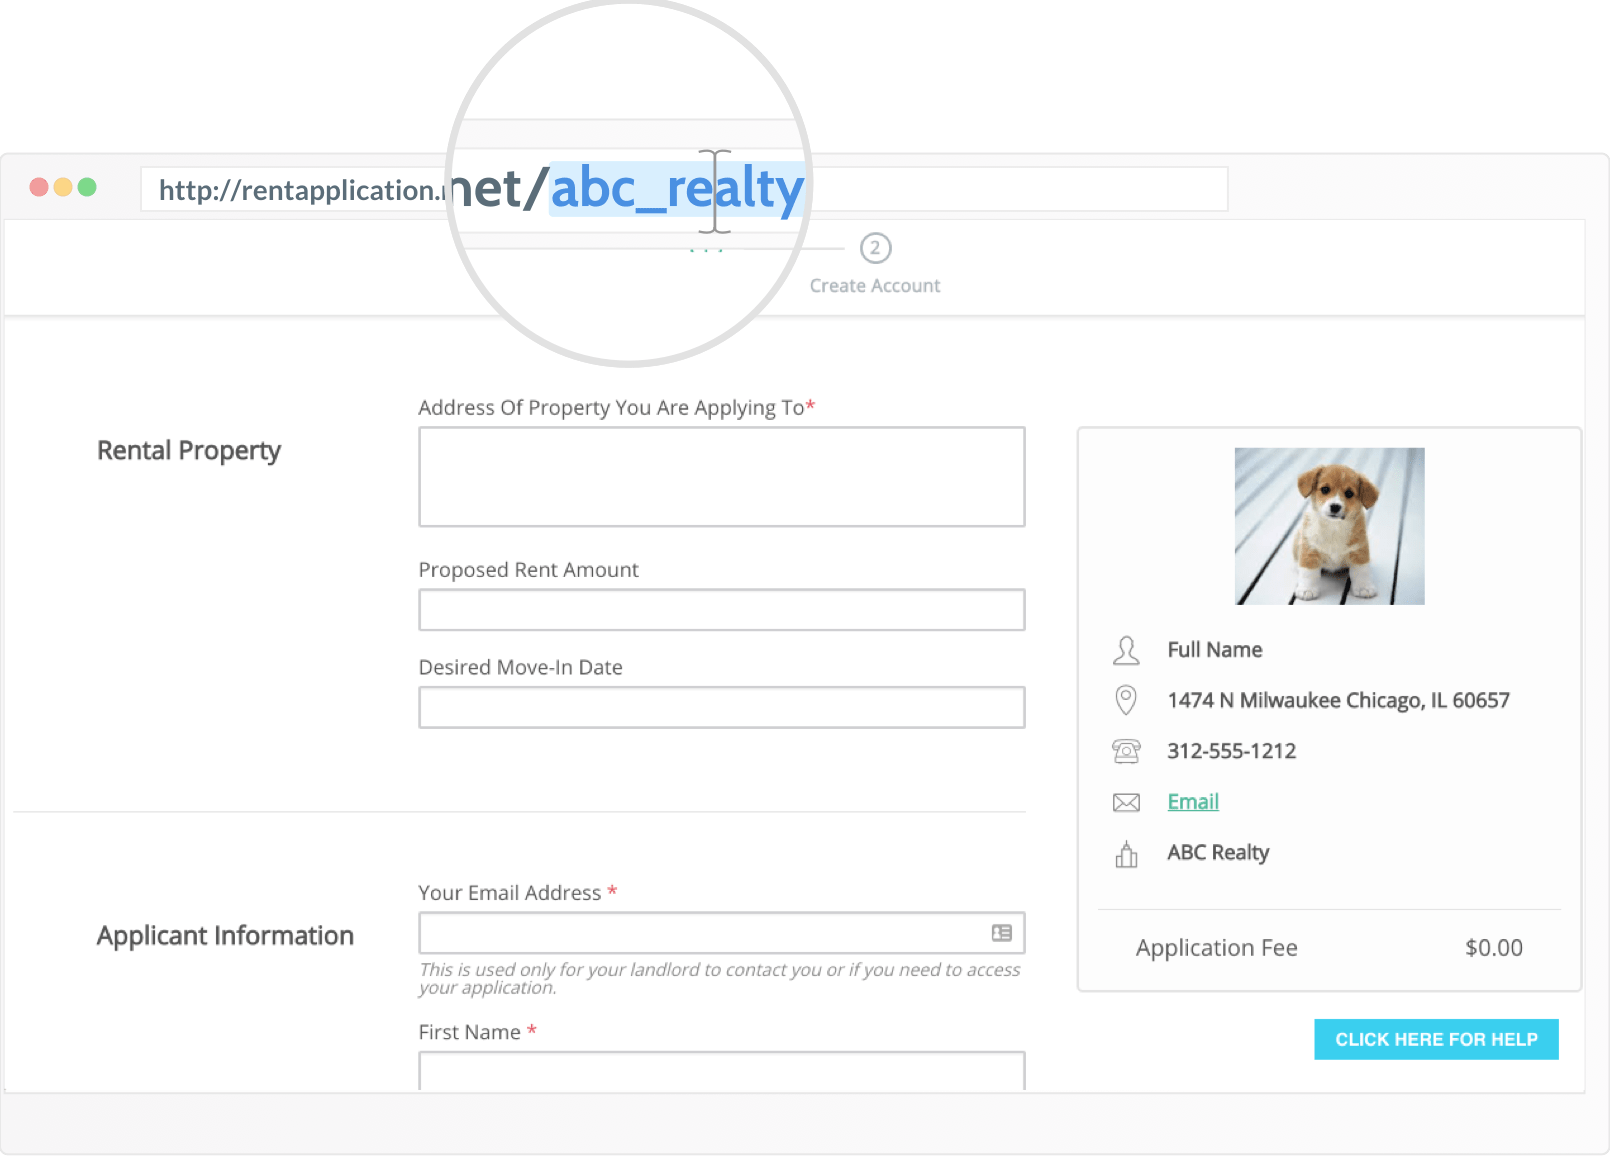 http://rentapplication.net/abc_realty
2
Create Account
Address Of Property You Are Applying To*
Rental Property
Proposed Rent Amount
Desired Move-In Date
Full Name
1474 N Milwaukee Chicago, IL 60657
312-555-1212
Email
ABC Realty
Application Fee $0.00
Your Email Address *
Applicant Information
This is used only for your landlord to contact you or if you need to access
your application.
First Name *
CLICK HERE FOR HELP